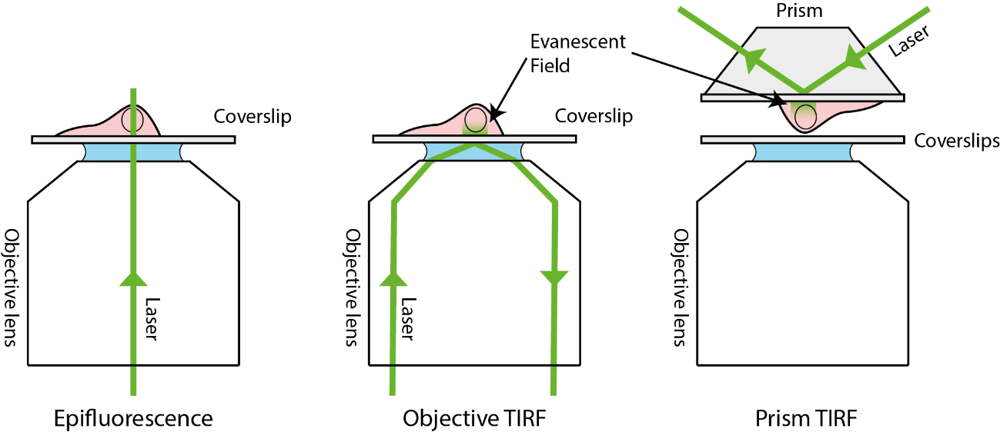 Prism
Laser
Evanescent
Field
Coverslip
Coverslip
Coverslips
Objective lens
Laser
Objective lens
Laser
Objective lens
Epifluorescence
Objective TIRF
Prism TIRF